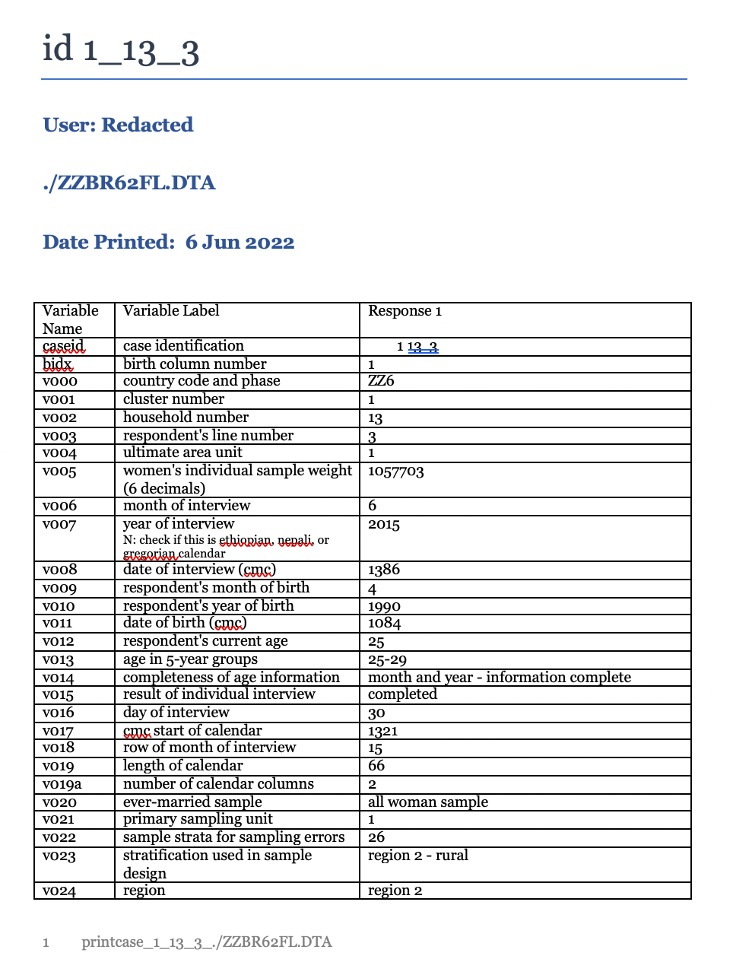 id 1_13_3
User: Redacted
./ZZBR62FL.DTA
Date Printed: 6 Jun 2022
Variable Name Variable Label Response 1
caseid case identification 1 13_3
bidx birth column number 1
v000 country code and phase ZZ6
v001 cluster number 1
v002 household number 13
v003 respondent's line number 3
v004 ultimate area unit 1
v005 women's individual sample weight (6 decimals) 1057703
v006 month of interview 6
v007 year of interview 2015
N: check if this is ethiopian, nepali, or
gregorian calendar
v008 date of interview (cmc) 1386
v009 respondent's month of birth 4
v010 respondent's year of birth 1990
v011 date of birth (cmc) 1084
v012 respondent's current age 25
v013 age in 5-year groups 25-29
v014 completeness of age information month and year - information complete
v015 result of individual interview completed
v016 day of interview 30
v017 cmc start of calendar 1321
v018 row of month of interview 15
v019 length of calendar 66
v019a number of calendar columns 2
v020 ever-married sample all woman sample
v021 primary sampling unit 1
v022 sample strata for sampling errors 26
v023 stratification used in sample design region 2 - rural
v024 region region 2
1 printcase_1_13_3_./ZZBR62FL.DTA